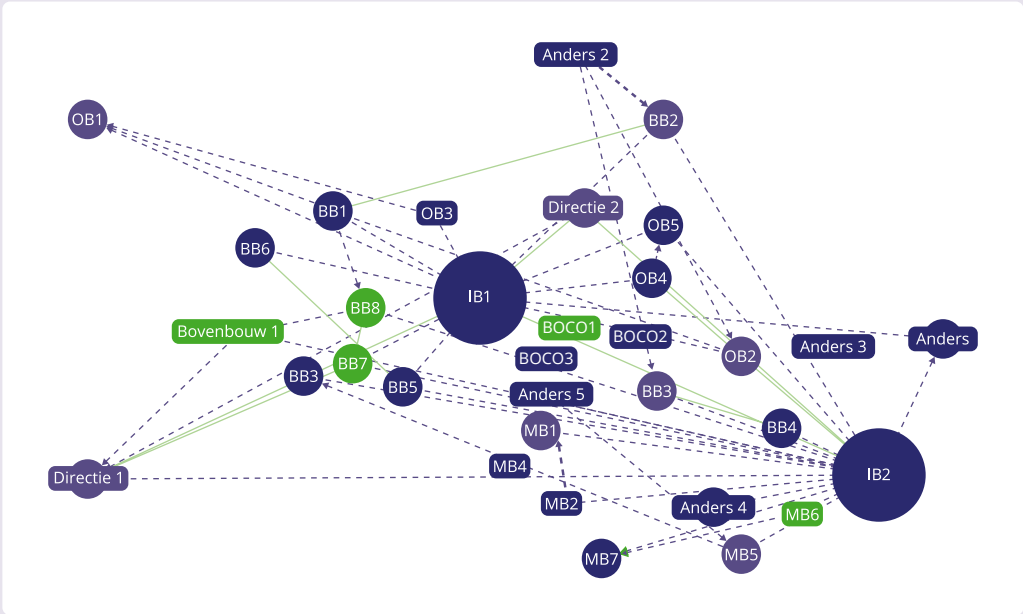 Anders 2
OB1
BB2
BB1
OB3
Directie 2
OB5
BB6
OB4
IB1
BB8
Bovenbouw 1
BOCO1
BOCO2
Anders 3
Anders
BOCO3
OB2
BB7
BB3
BB5
Anders 5
BB3
MB1
BB4
MB4
IB2
Directie 1
MB2
Anders 4
MB6
MB7
MB5